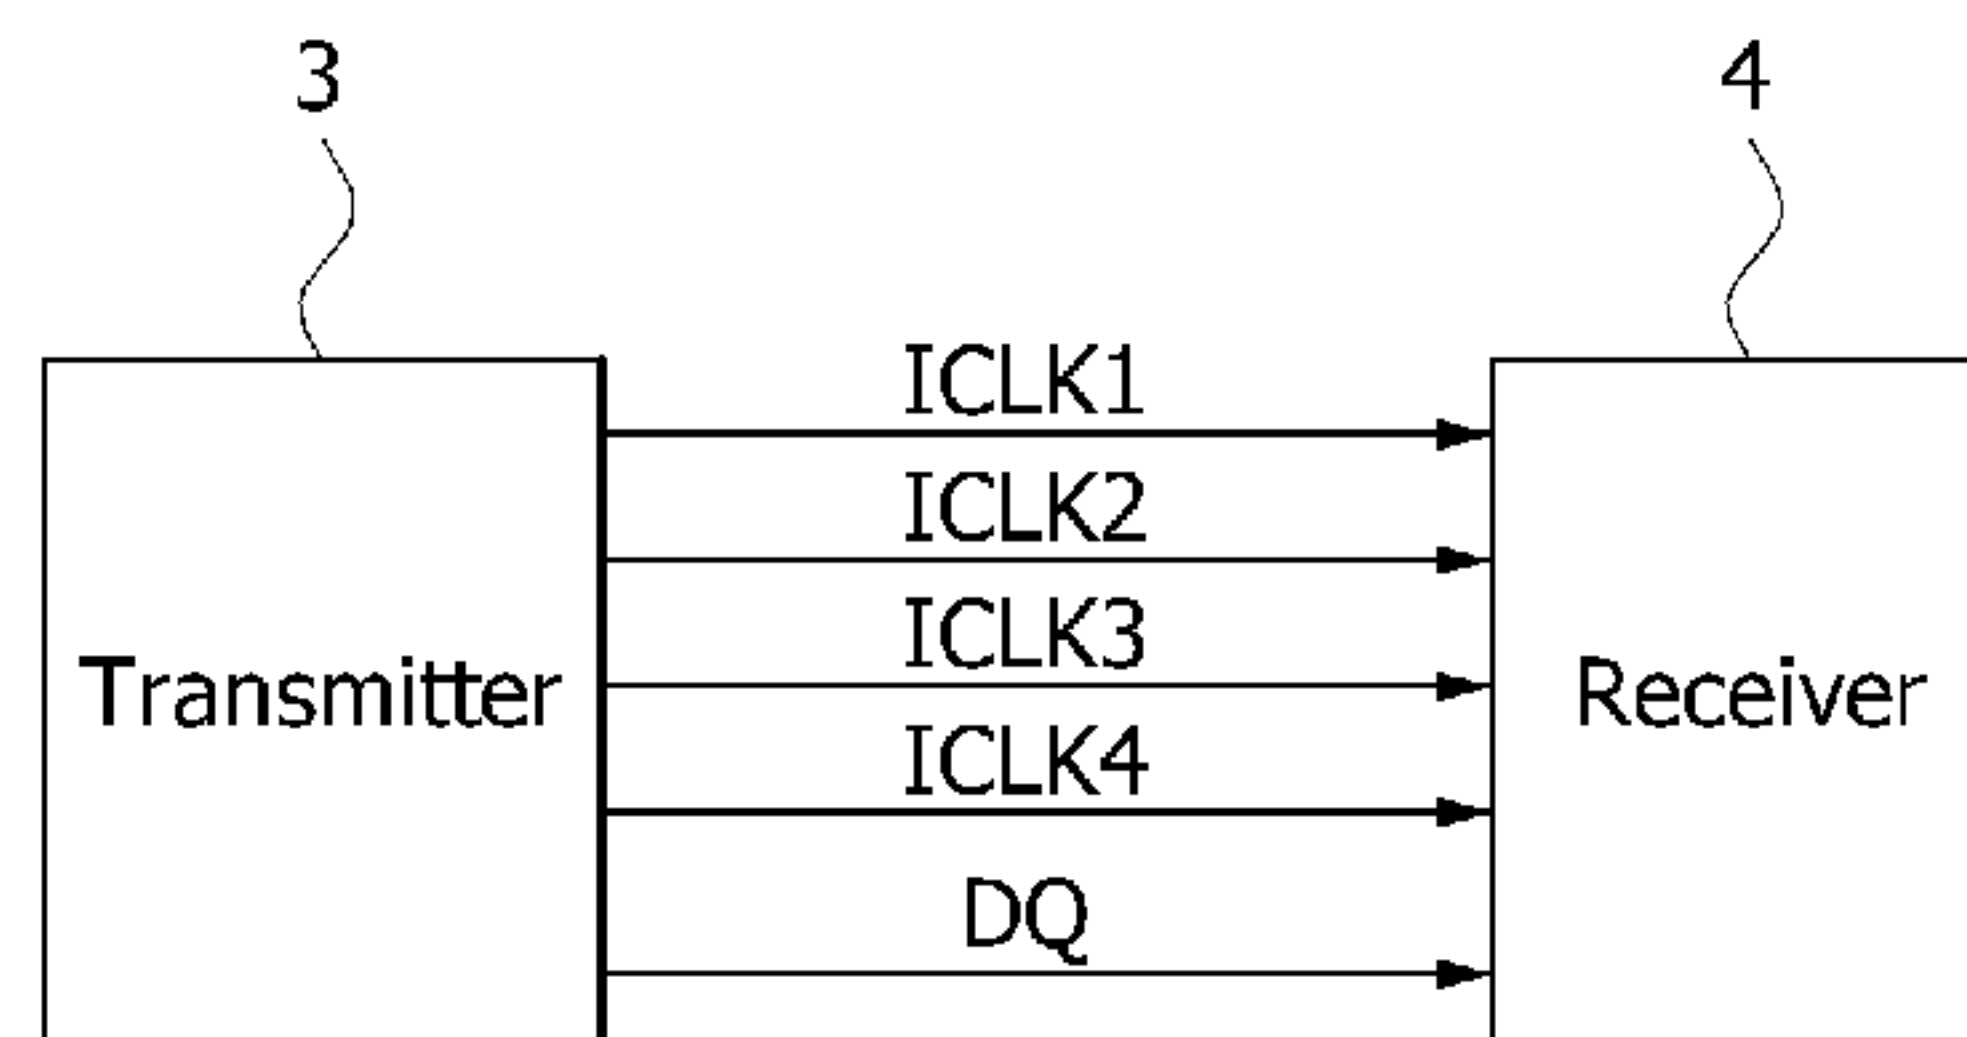 3
4
ICLK1
ICLK2
ICLK3
Transmitter
Receiver
ICLK4
DQ